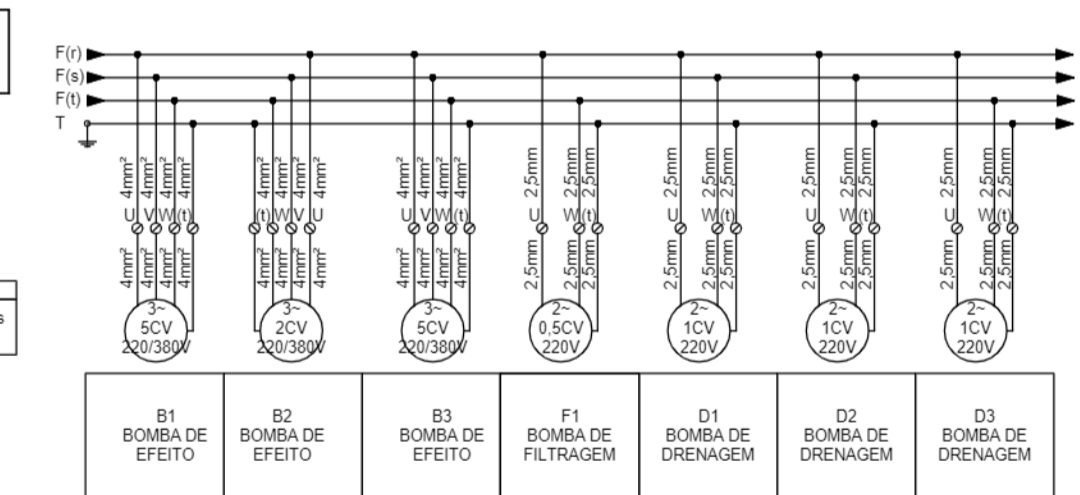 F(r)
F(s)
F(t)
T
4mm² 4mm² 4mm² 4mm²
U V W (t)
4mm² 4mm² 4mm² 4mm²
3~
5CV
220/380V
4mm² 4mm² 4mm² 4mm²
(t) W V U
4mm² 4mm² 4mm² 4mm²
3~
2CV
220/380V
4mm² 4mm² 4mm² 4mm²
U V W (t)
4mm² 4mm² 4mm² 4mm²
3~
5CV
220/380V
2,5mm 2,5mm 2,5mm
U W (t)
2,5mm 2,5mm 2,5mm
2~
0,5CV
220V
2,5mm 2,5mm 2,5mm
U W (t)
2,5mm 2,5mm 2,5mm
2~
1CV
220V
2,5mm 2,5mm 2,5mm
U W (t)
2,5mm 2,5mm 2,5mm
2~
1CV
220V
2,5mm 2,5mm 2,5mm
U W (t)
2,5mm 2,5mm 2,5mm
2~
1CV
220V
s
B1
BOMBA DE
EFEITO
B2
BOMBA DE
EFEITO
B3
BOMBA DE
EFEITO
F1
BOMBA DE
FILTRAGEM
D1
BOMBA DE
DRENAGEM
D2
BOMBA DE
DRENAGEM
D3
BOMBA DE
DRENAGEM